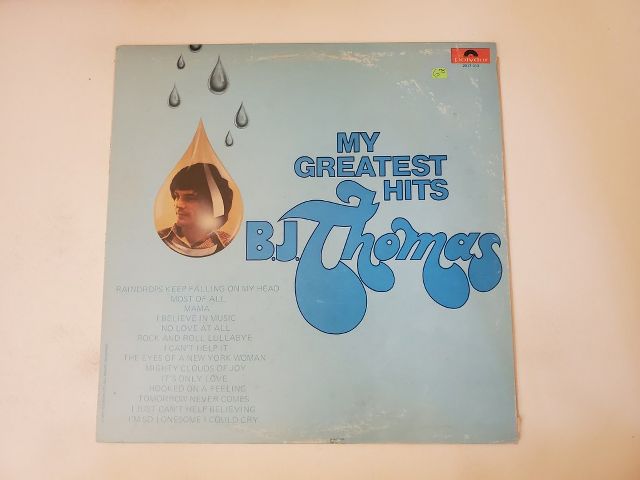 polydor
2917 013
MY
GREATEST
HITS
B.J. Thomas
RAINDROPS KEEP FALLING ON MY HEAD
MOST OF ALL
MAMA
I BELIEVE IN MUSIC
NO LOVE AT ALL
ROCK AND ROLL LULLABYE
I CAN'T HELP IT
THE EYES OF A NEW YORK WOMAN
MIGHTY CLOUDS OF JOY
IT'S ONLY LOVE
HOOKED ON A FEELING
TOMORROW NEVER COMES
I JUST CAN'T HELP BELIEVING
I'M SO LONESOME I COULD CRY